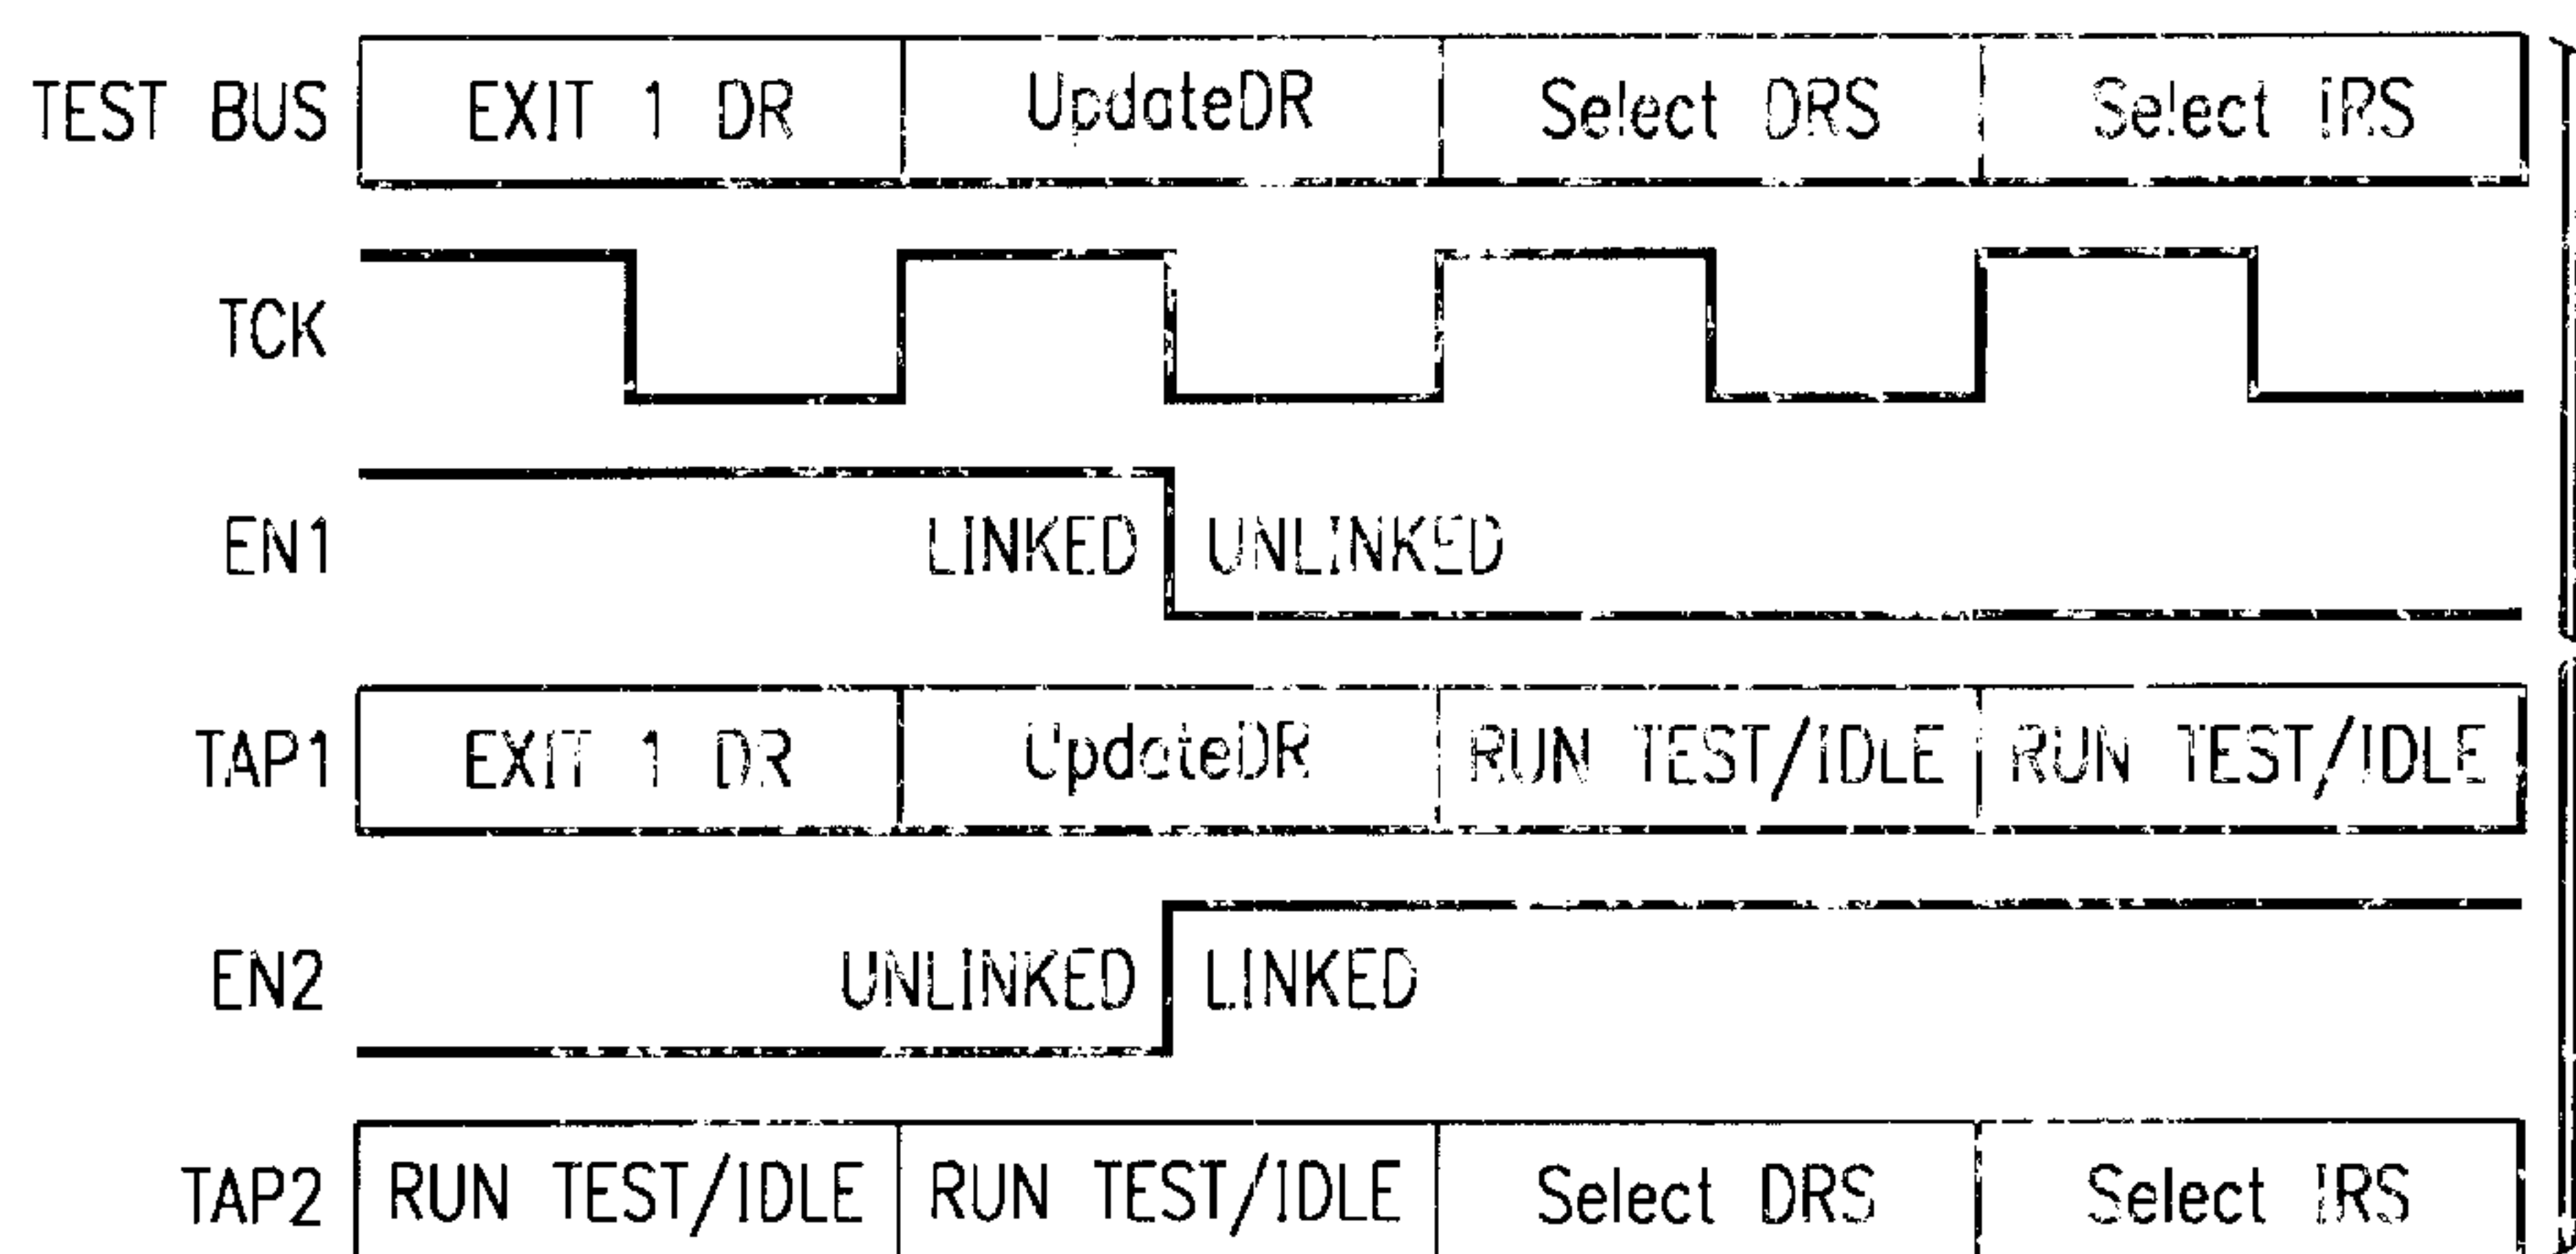 TEST BUS EXIT 1 DR UpdateDR Select DRS Select IRS
TCK
EN1 LINKED UNLINKED
TAP1 EXIT 1 DR UpdateDR RUN TEST/IDLE RUN TEST/IDLE
EN2 UNLINKED LINKED
TAP2 RUN TEST/IDLE RUN TEST/IDLE Select DRS Select IRS